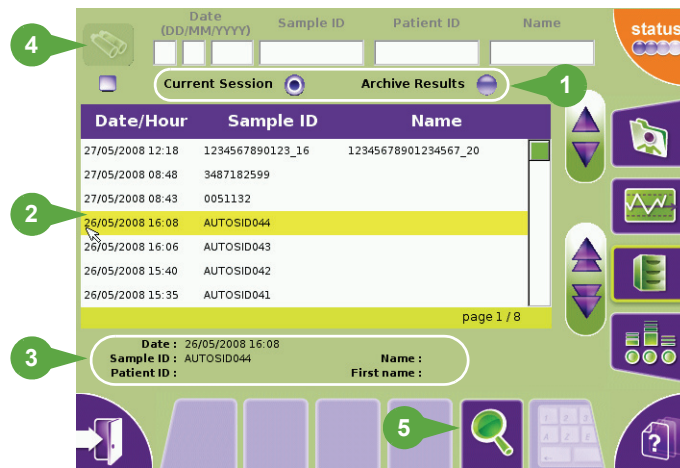 Date
(DD/MM/YYYY)
Sample ID
Patient ID
Name
status
4
Current Session
Archive Results
1
Date/Hour Sample ID Name
27/05/2008 12:18 1234567890123_16 12345678901234567_20
27/05/2008 08:48 3487182599
27/05/2008 08:43 0051132
2
26/05/2008 16:08 AUTOSID044
26/05/2008 16:06 AUTOSID043
26/05/2008 15:40 AUTOSID042
26/05/2008 15:35 AUTOSID041
page 1 / 8
3
Date : 26/05/2008 16:08
Sample ID : AUTOSID044 Name :
Patient ID : First name :
5
1 2 3
A Z E
?